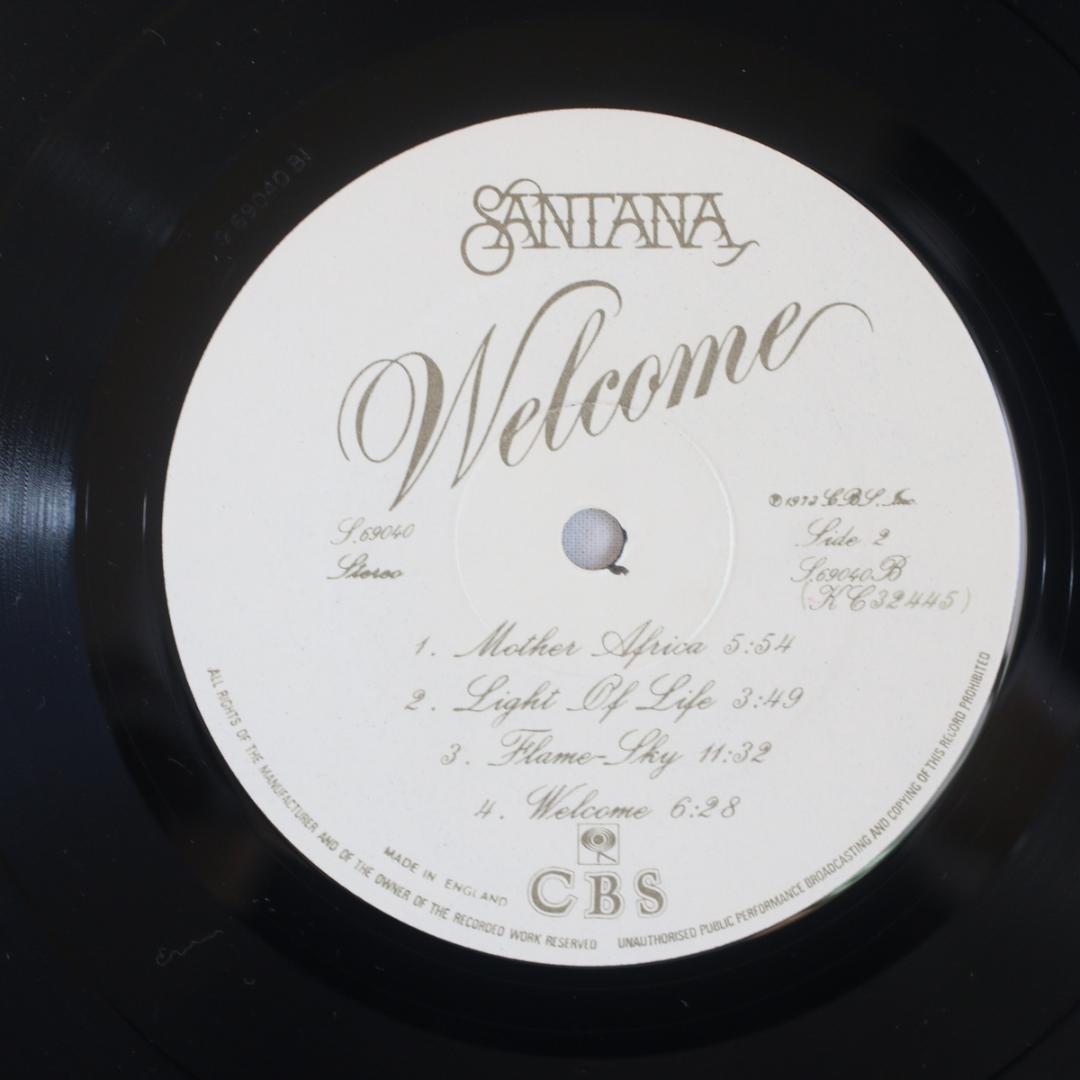 SANTANA
Welcome
S.69040
Stereo
℗1973 CBS. Inc.
Side 2
S.69040B
(KC32445)
1. Mother Africa 5:54
2. Light Of Life 3:49
3. Flame-Sky 11:32
4. Welcome 6:28
CBS
MADE IN ENGLAND
ALL RIGHTS OF THE MANUFACTURER AND OF THE OWNER OF THE RECORDED WORK RESERVED
UNAUTHORISED PUBLIC PERFORMANCE BROADCASTING AND COPYING OF THIS RECORD PROHIBITED
69040 B1